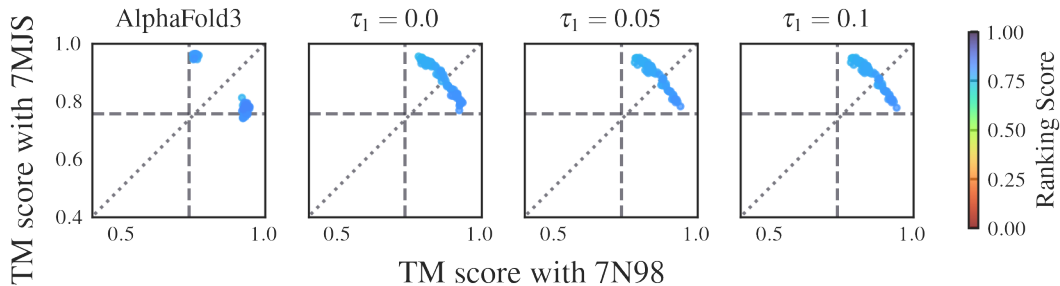 AlphaFold3
τ₁ = 0.0
τ₁ = 0.05
τ₁ = 0.1
TM score with 7MJS
1.0
0.8
0.6
0.4
0.5
1.0
0.5
1.0
0.5
1.0
0.5
1.0
TM score with 7N98
1.00
0.75
0.50
0.25
0.00
Ranking Score